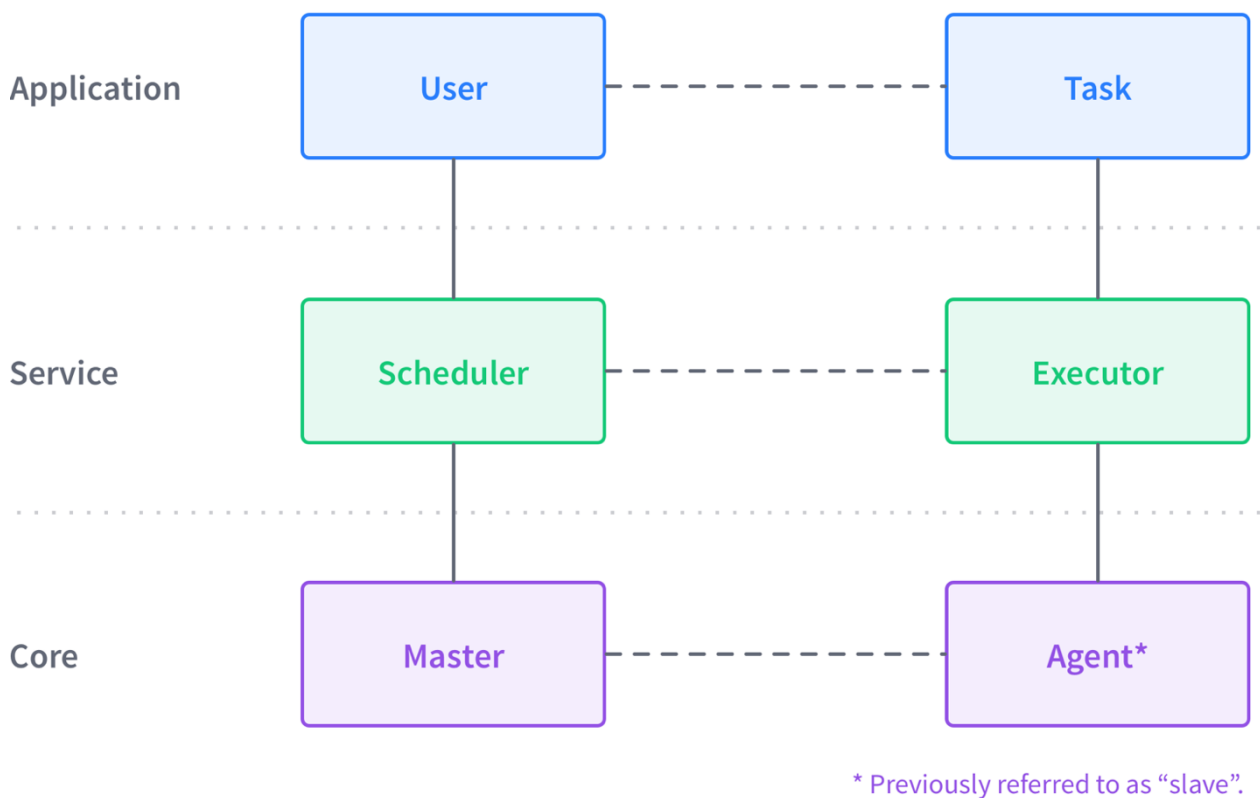 Application
User
Task
Service
Scheduler
Executor
Core
Master
Agent*
* Previously referred to as “slave”.